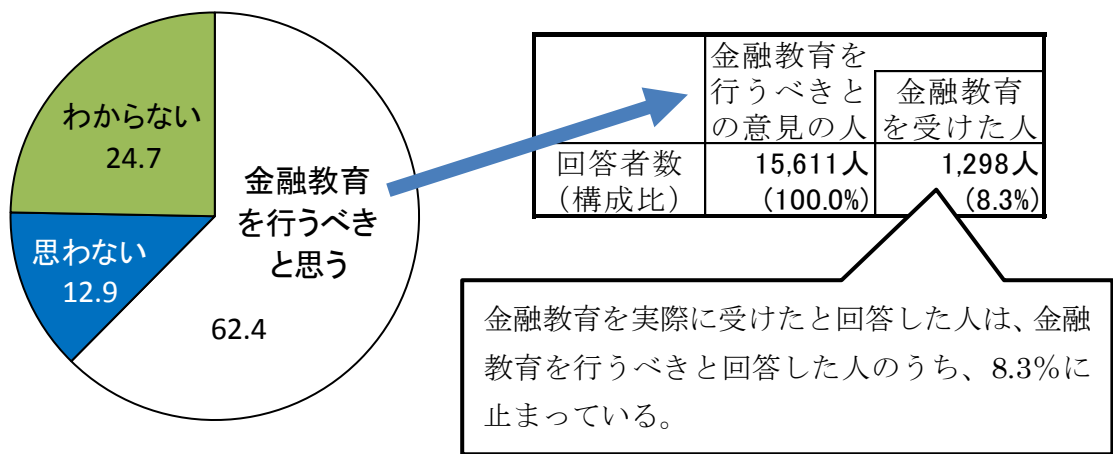 わからない
24.7
思わない
12.9
金融教育
を行うべき
と思う
62.4
金融教育を
行うべきと
の意見の人
金融教育
を受けた人
回答者数
(構成比)
15,611人
(100.0%)
1,298人
(8.3%)
金融教育を実際に受けたと回答した人は、金融
教育を行うべきと回答した人のうち、8.3%に
止まっている。